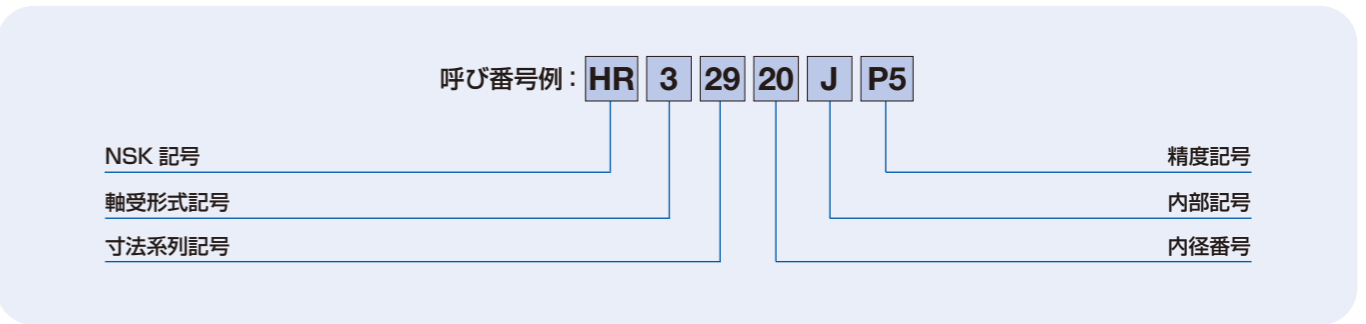 呼び番号例：HR 3 29 20 J P5
NSK 記号
精度記号
軸受形式記号
内部記号
寸法系列記号
内径番号